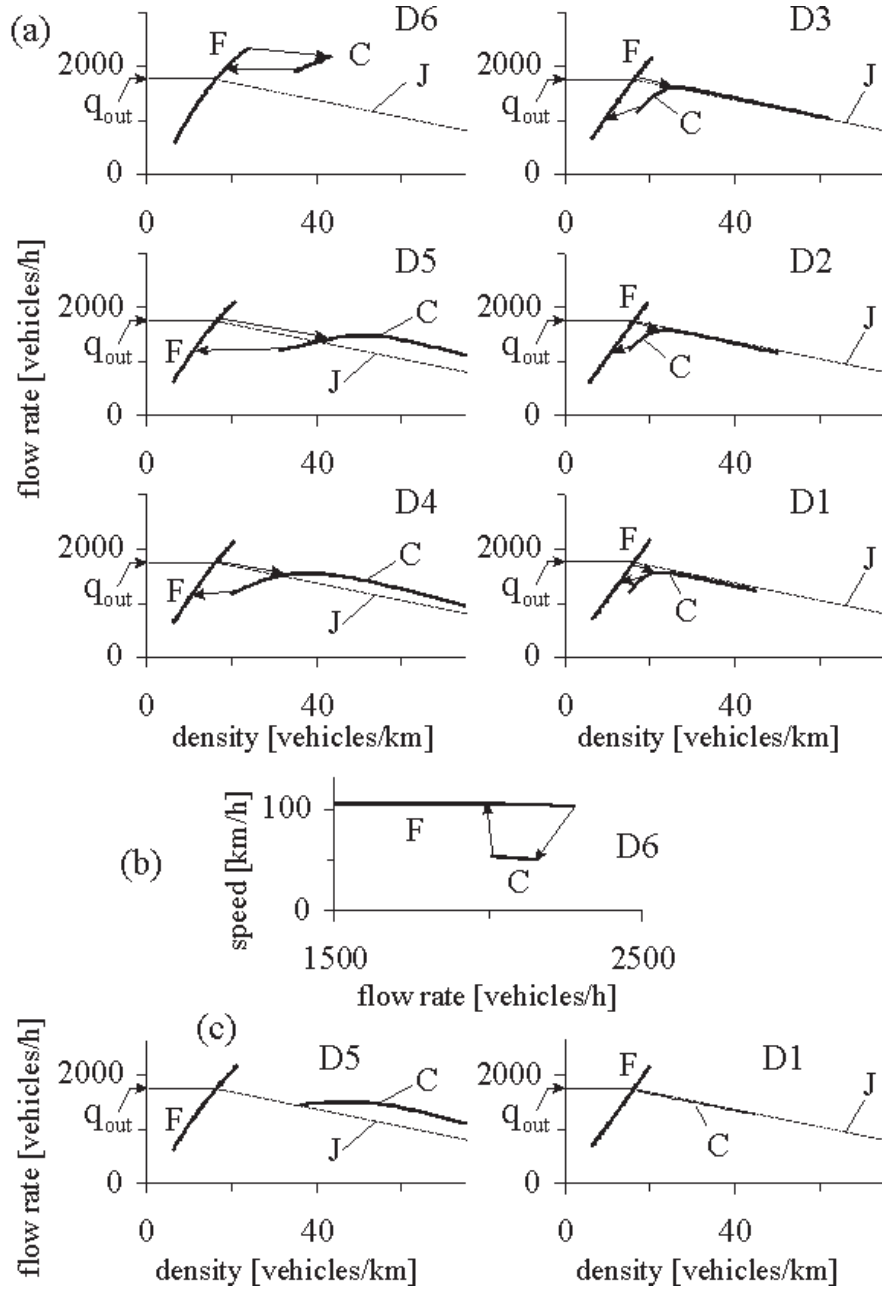 (a)
D6
F
C
2000
J
q_out
0
0
40
D3
F
2000
J
q_out
C
0
0
40
flow rate [vehicles/h]
D5
2000
C
q_out
F
J
0
0
40
D2
F
2000
J
q_out
C
0
0
40
D4
2000
C
q_out
F
J
0
0
40
density [vehicles/km]
D1
F
2000
J
q_out
C
0
0
40
density [vehicles/km]
(b)
speed [km/h]
100
F
D6
C
0
1500
2500
flow rate [vehicles/h]
(c)
flow rate [vehicles/h]
D5
2000
C
q_out
F
J
0
0
40
density [vehicles/km]
D1
F
2000
J
q_out
C
0
0
40
density [vehicles/km]